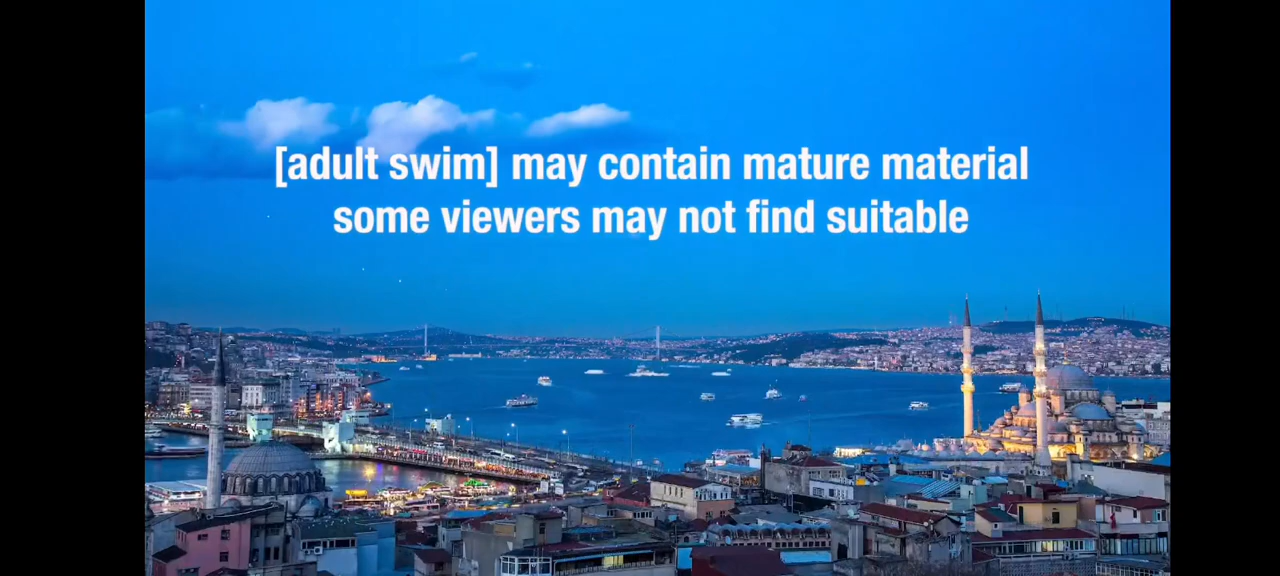 [adult swim] may contain mature material
some viewers may not find suitable